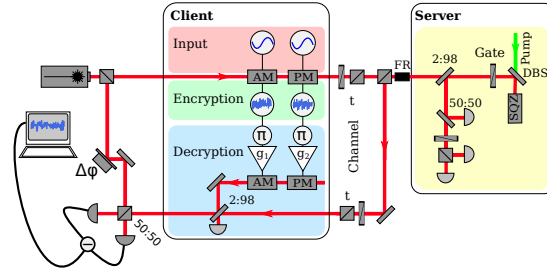 Client
Server
Input
AM
PM
Encryption
π
π
Decryption
g1
g2
AM
PM
2:98
t
Channel
t
FR
2:98
Gate
Pump
DBS
SQZ
50:50
Δφ
50:50